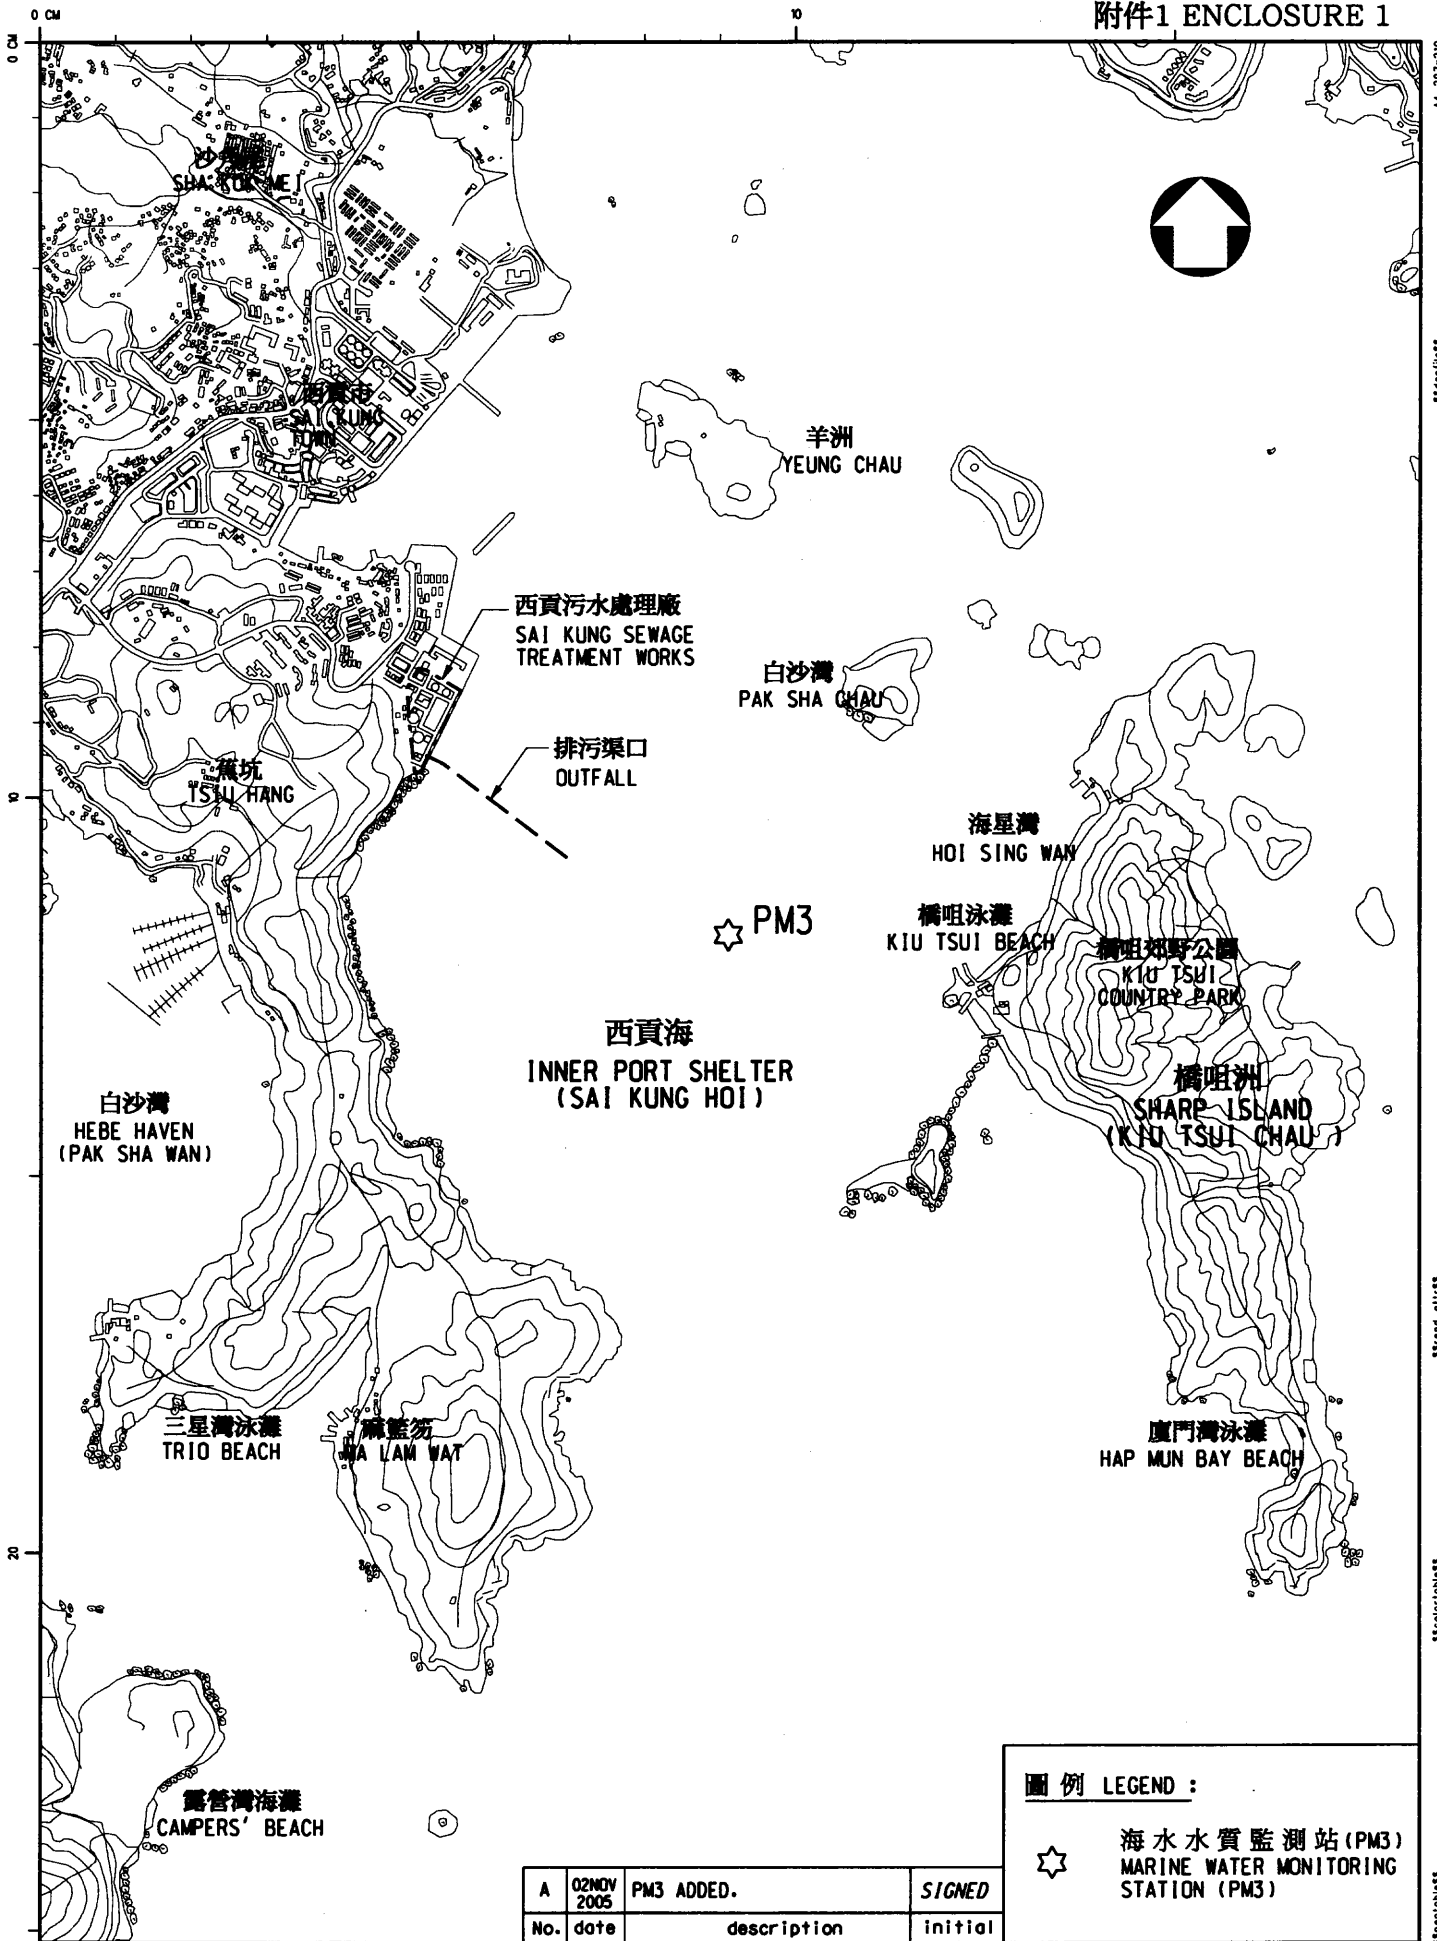 附件1 ENCLOSURE 1
0 CM
10
0 CM
SHA KOK MEI
西貢市
SAI KUNG
TOWN
羊洲
YEUNG CHAU
西貢污水處理廠
SAI KUNG SEWAGE
TREATMENT WORKS
白沙灣
PAK SHA CHAU
排污渠口
OUTFALL
蕉坑
TSIU HANG
10
海星灣
HOI SING WAN
PM3
橋咀泳灘
KIU TSUI BEACH
橋咀郊野公園
KIU TSUI
COUNTRY PARK
西貢海
INNER PORT SHELTER
(SAI KUNG HOI)
橋咀洲
SHARP ISLAND
(KIU TSUI CHAU )
白沙灣
HEBE HAVEN
(PAK SHA WAN)
三星灣泳灘
TRIO BEACH
麻籃笏
MA LAM WAT
廈門灣泳灘
HAP MUN BAY BEACH
20
露營灣海灘
CAMPERS' BEACH
圖 例 LEGEND :
海 水 水 質 監 測 站 (PM3)
MARINE WATER MONITORING
STATION (PM3)
A 02NOV 2005 PM3 ADDED. SIGNED
No. date description initial